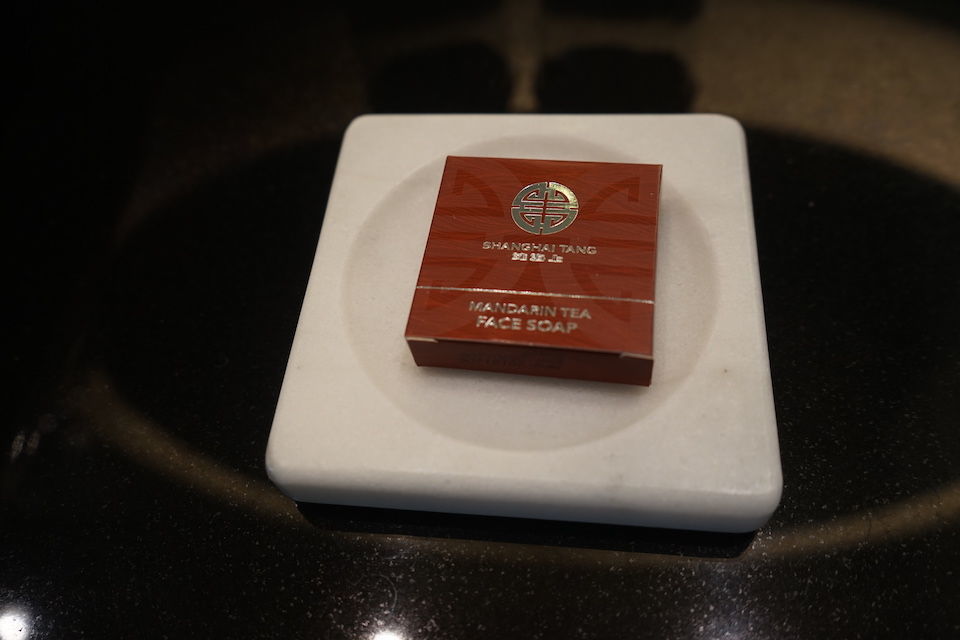 SHANGHAI TANG
MANDARIN TEA
FACE SOAP